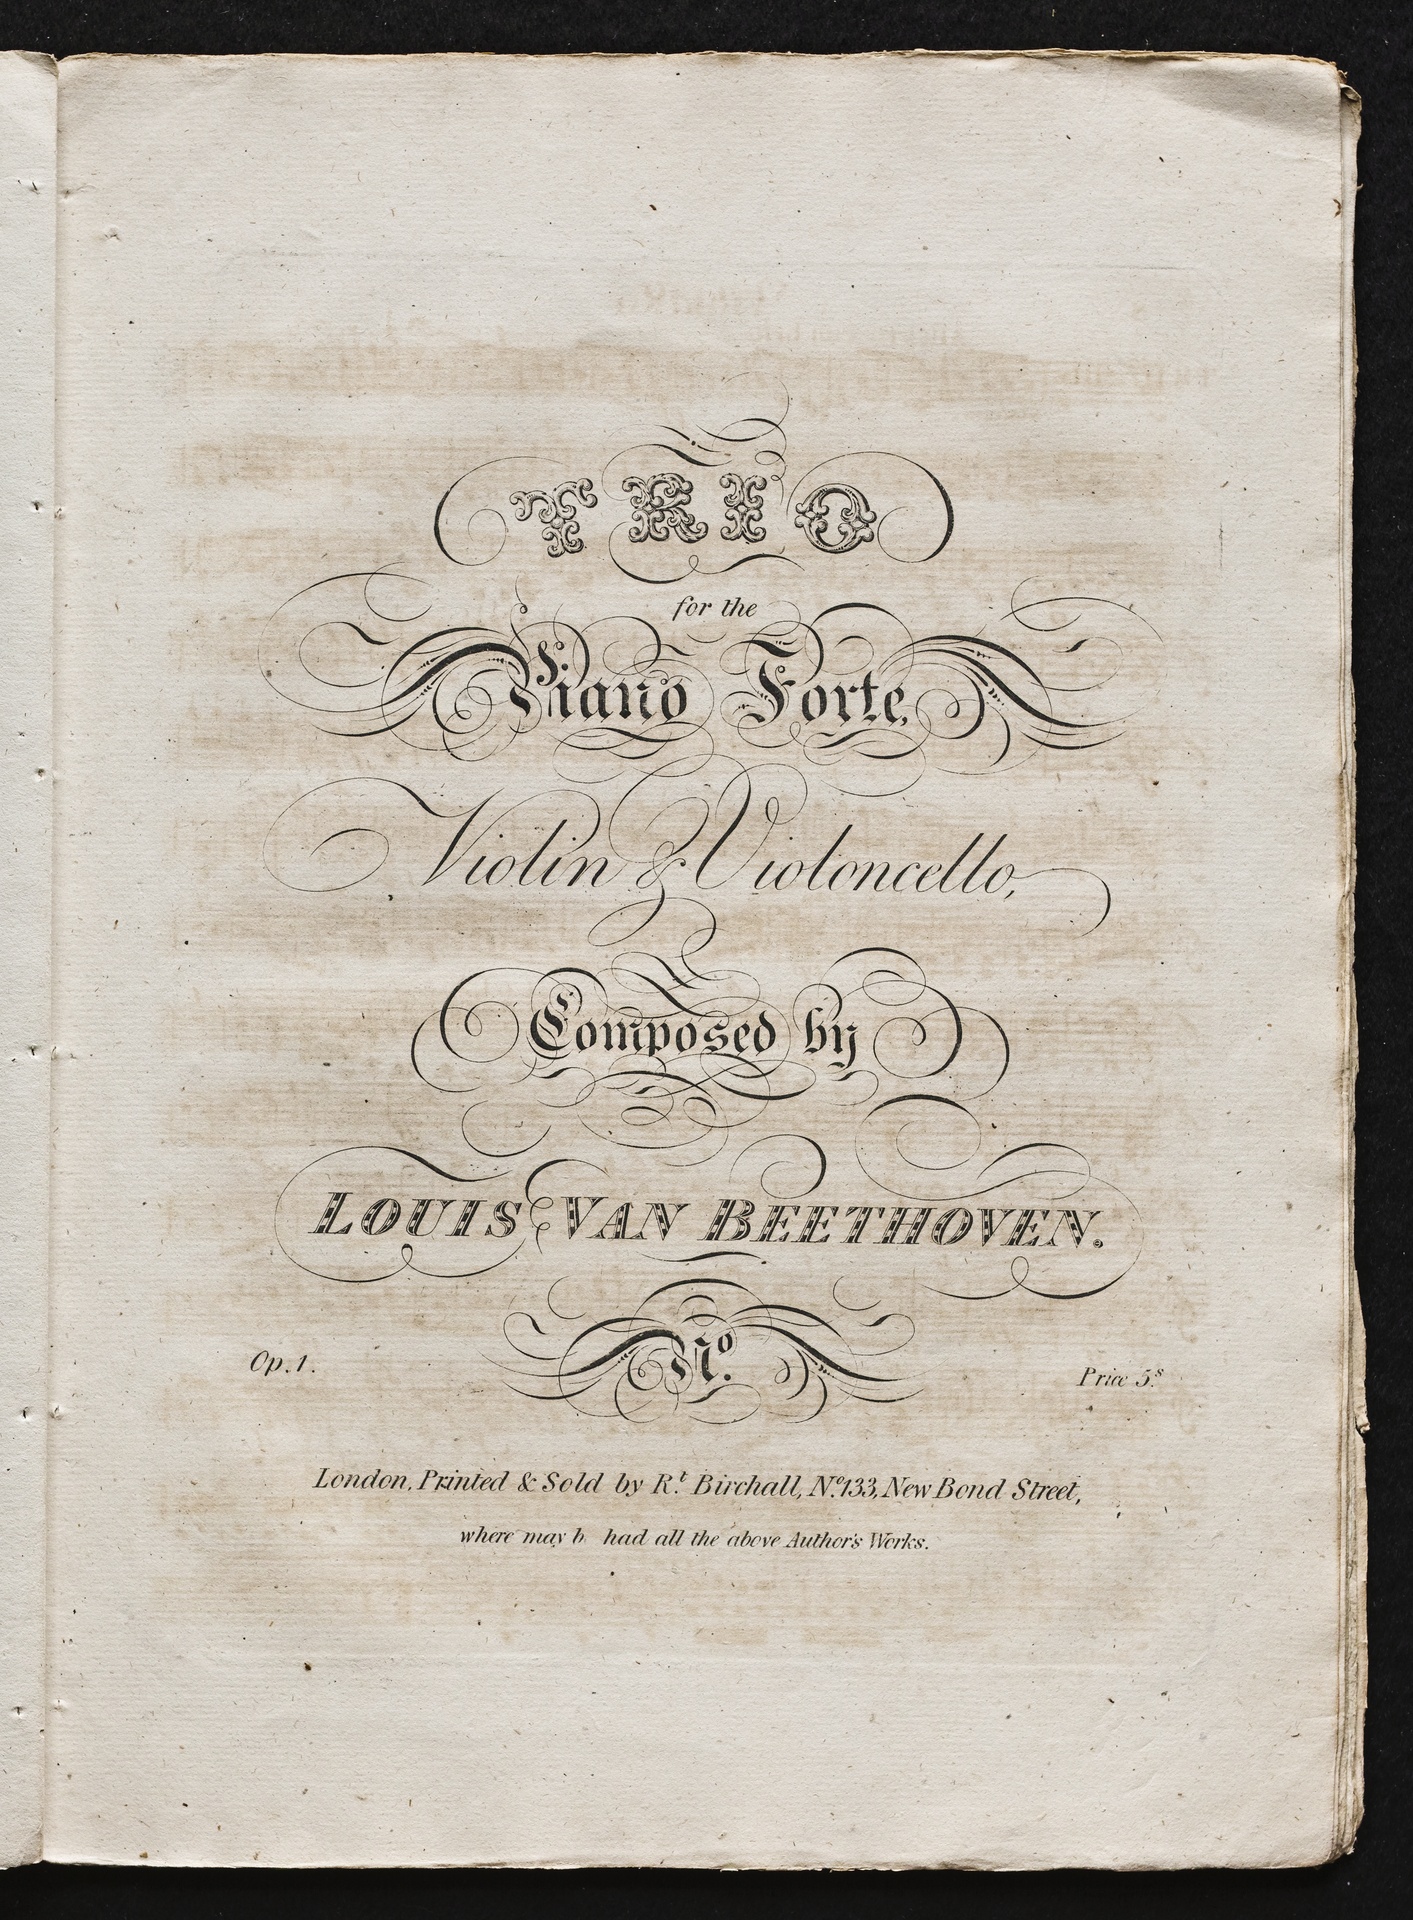 TRIO
for the
Piano Forte,
Violin & Violoncello,
Composed by
LOUIS VAN BEETHOVEN.
No.
Op. 1.
Price 5s
London, Printed & Sold by Rt. Birchall, No. 133, New Bond Street,
where may b had all the above Author's Works.